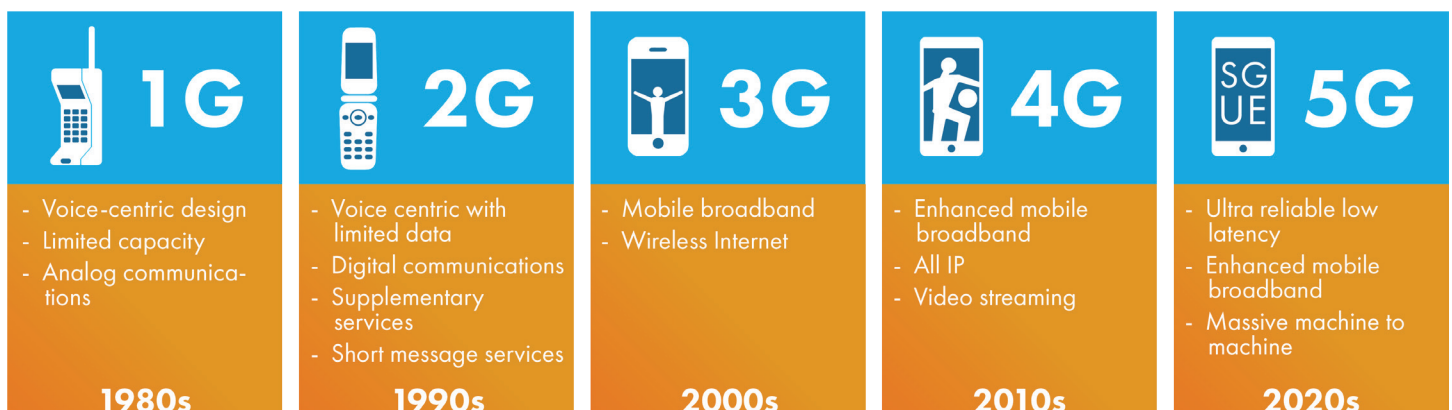 1G
- Voice-centric design
- Limited capacity
- Analog communica-
tions
1980s
2G
- Voice centric with
limited data
- Digital communications
- Supplementary
services
- Short message services
1990s
3G
- Mobile broadband
- Wireless Internet
2000s
4G
- Enhanced mobile
broadband
- All IP
- Video streaming
2010s
SG
UE
5G
- Ultra reliable low
latency
- Enhanced mobile
broadband
- Massive machine to
machine
2020s